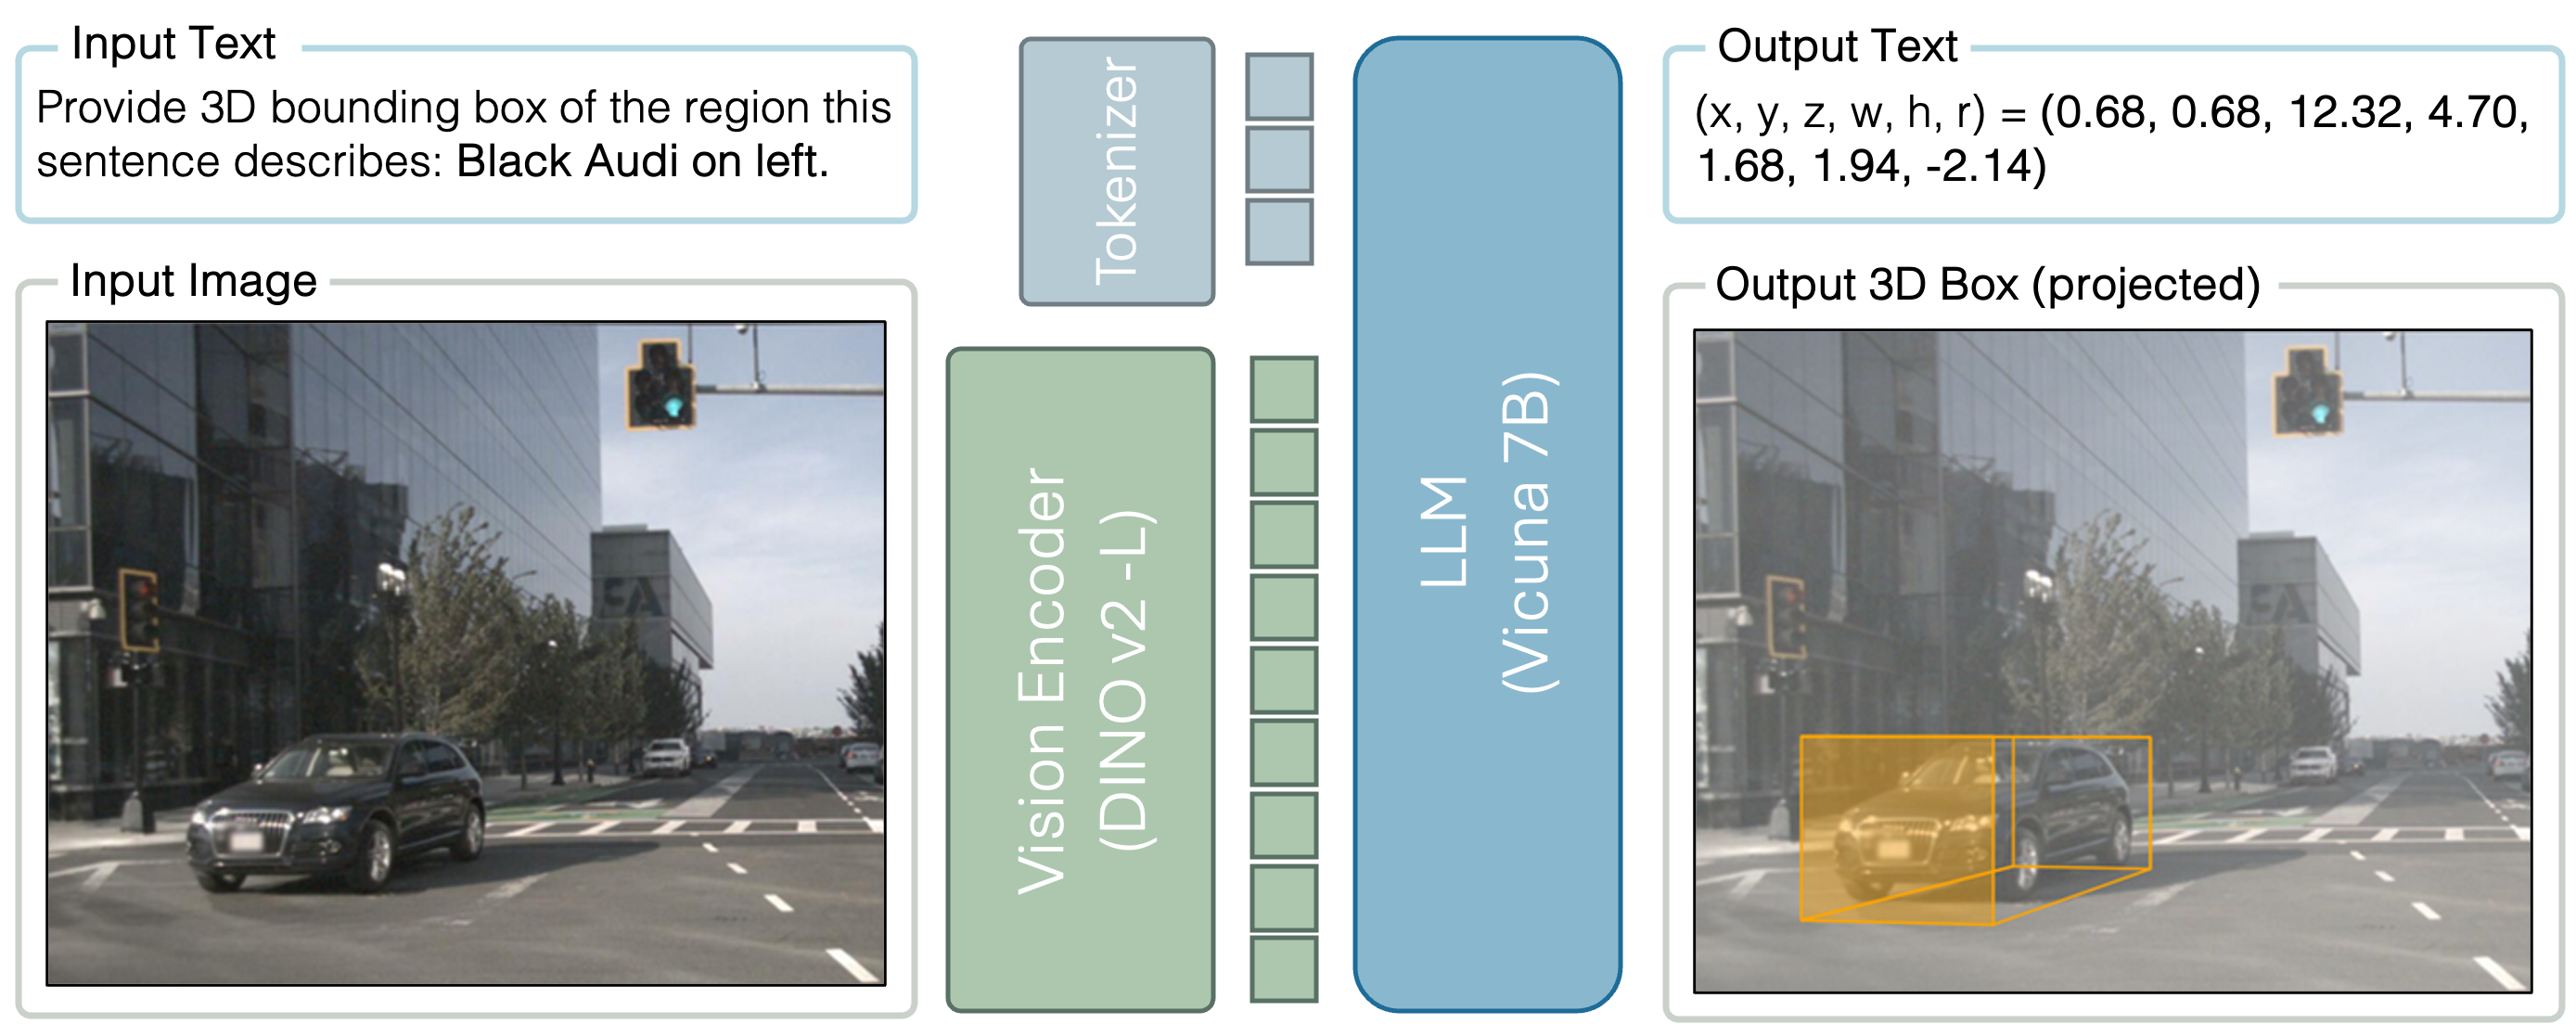 Input Text
Provide 3D bounding box of the region this
sentence describes: Black Audi on left.
Input Image
Tokenizer
Vision Encoder
(DINO v2 -L)
LLM
(Vicuna 7B)
Output Text
(x, y, z, w, h, r) = (0.68, 0.68, 12.32, 4.70,
1.68, 1.94, -2.14)
Output 3D Box (projected)